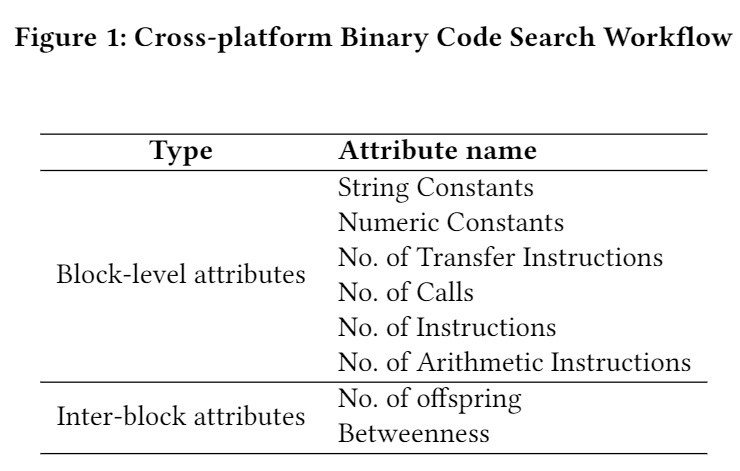 Figure 1: Cross-platform Binary Code Search Workflow
Type Attribute name
String Constants
Numeric Constants
No. of Transfer Instructions
Block-level attributes
No. of Calls
No. of Instructions
No. of Arithmetic Instructions
No. of offspring
Inter-block attributes
Betweenness